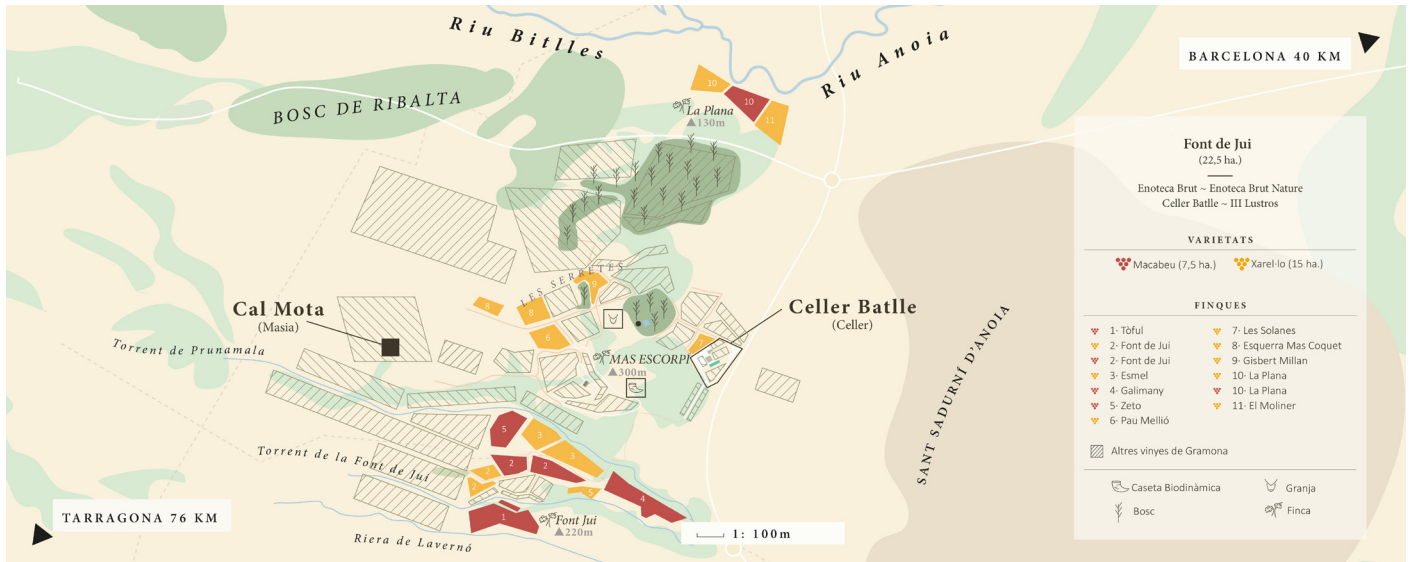 Riu Bitlles
Riu Anoia
BARCELONA 40 KM
BOSC DE RIBALTA
10
10
11
La Plana
130m
LES SERRETES
9
8
8
6
7
Cal Mota
(Masia)
Celler Batlle
(Celler)
Torrent de Prunamala
MAS ESCORPÍ
300m
SANT SADURNÍ D'ANOIA
5
3
3
2
2
2
2
5
4
1
Torrent de la Font de Jui
Font Jui
220m
TARRAGONA 76 KM
Riera de Lavernó
1: 100m
Font de Jui
(22,5 ha.)
Enoteca Brut ~ Enoteca Brut Nature
Celler Batlle ~ III Lustros
VARIETATS
Macabeu (7,5 ha.)
Xarel·lo (15 ha.)
FINQUES
1· Tòful
2· Font de Jui
2· Font de Jui
3· Esmel
4· Galimany
5· Zeto
6· Pau Mellió
7· Les Solanes
8· Esquerra Mas Coquet
9· Gisbert Millan
10· La Plana
10· La Plana
11· El Moliner
Altres vinyes de Gramona
Caseta Biodinàmica
Granja
Bosc
Finca